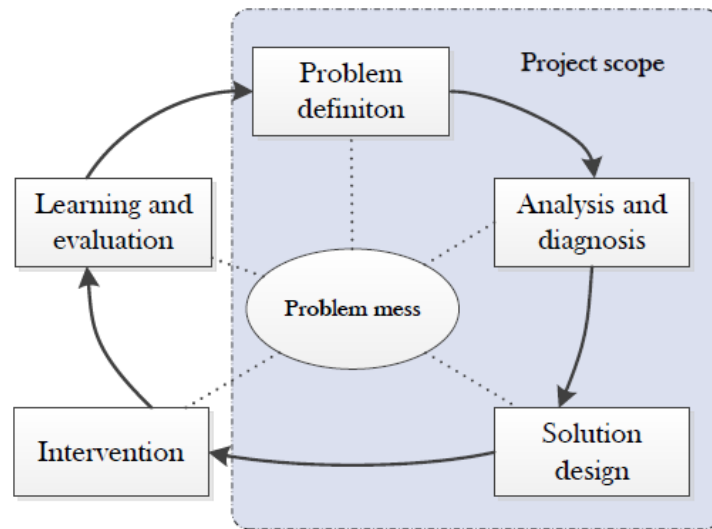 Project scope
Problem
definiton
Learning and
evaluation
Analysis and
diagnosis
Problem mess
Intervention
Solution
design